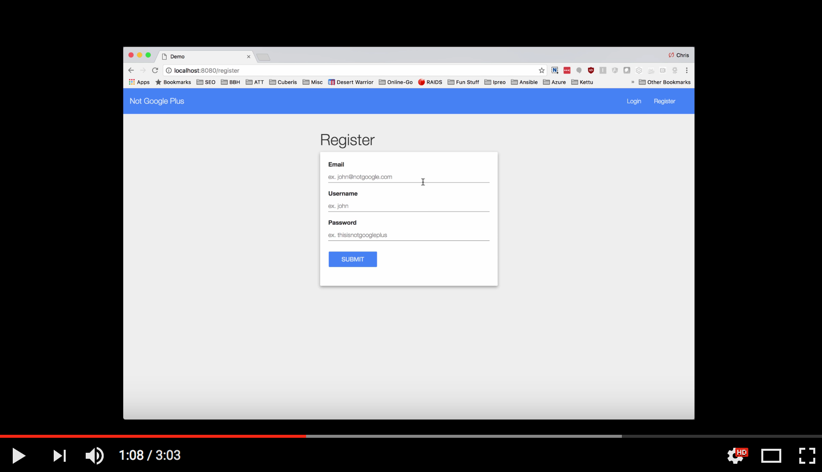 Demo
Chris
localhost:8080/register
Apps Bookmarks SEO BBH ATT Cuberis Misc Desert Warrior Online-Go RAIDS Fun Stuff Ipreo Ansible Azure Kettu » Other Bookmarks
Not Google Plus Login Register
Register
Email
ex. john@notgoogle.com
Username
ex. john
Password
ex. thisisnotgoogleplus
SUBMIT
1:08 / 3:03 HD